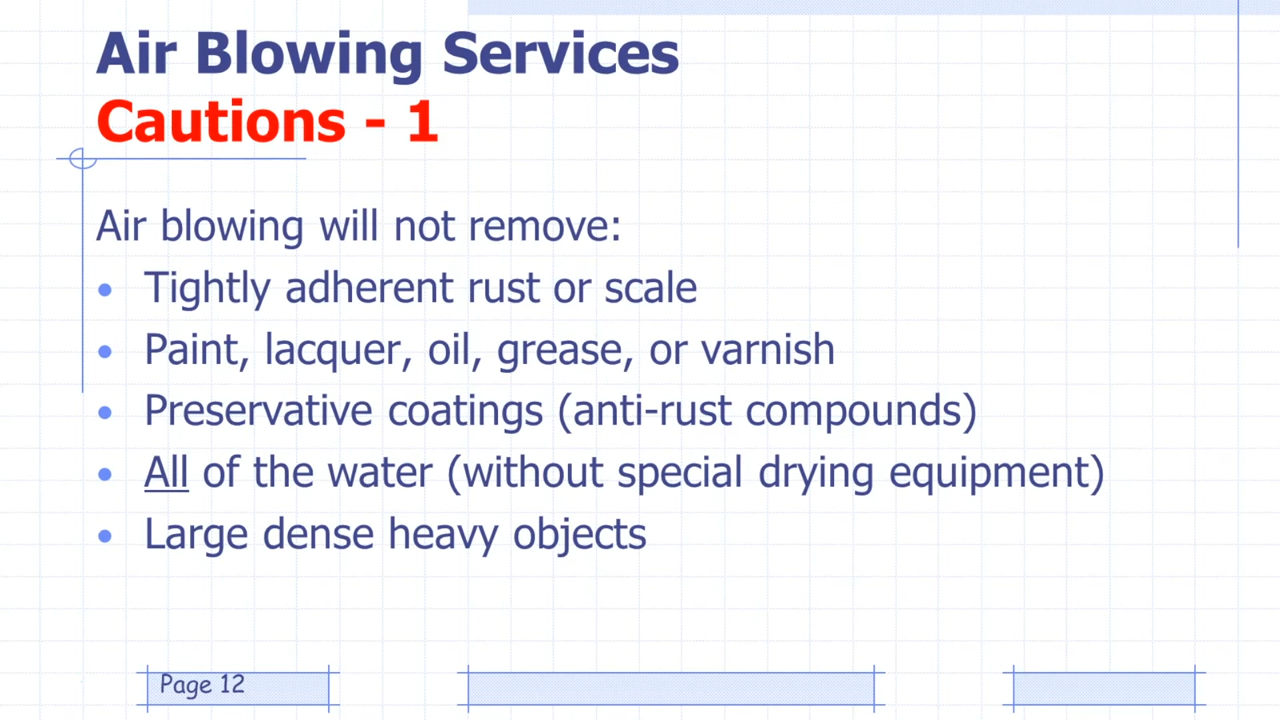 Air Blowing Services
Cautions - 1
Air blowing will not remove:
• Tightly adherent rust or scale
• Paint, lacquer, oil, grease, or varnish
• Preservative coatings (anti-rust compounds)
• All of the water (without special drying equipment)
• Large dense heavy objects
Page 12